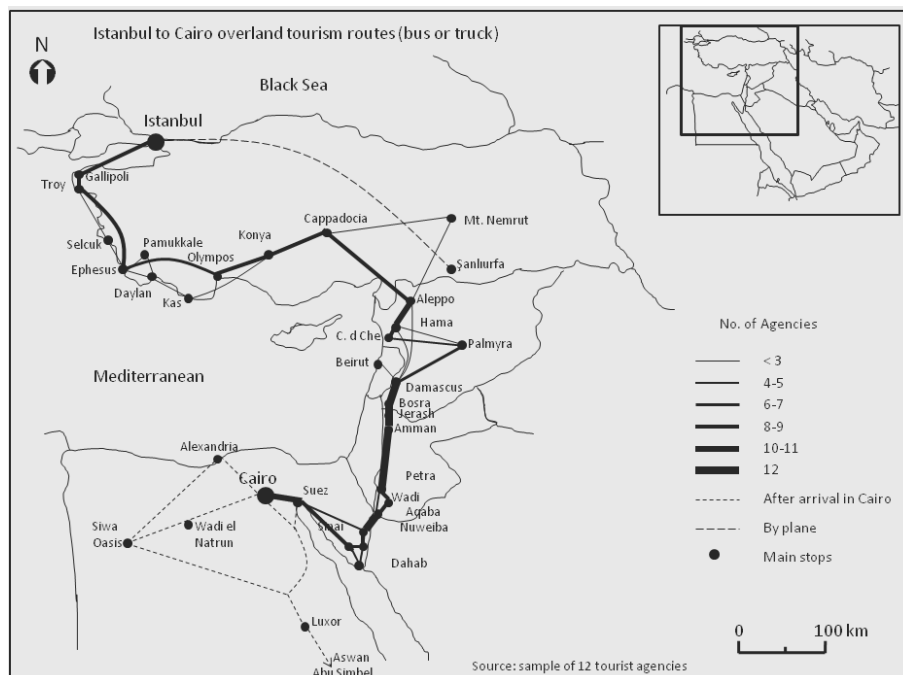 Istanbul to Cairo overland tourism routes (bus or truck)
N
Black Sea
Istanbul
Gallipoli
Troy
Cappadocia
Mt. Nemrut
Konya
Selcuk
Pamukkale
Olympos
Şanlıurfa
Ephesus
Daylan
Kas
Aleppo
Hama
C. d Che
Palmyra
Beirut
Mediterranean
Damascus
Bosra
Jerash
Amman
Alexandria
Petra
Cairo
Suez
Wadi
Aqaba
Siwa
Oasis
Wadi el
Natrun
Sinai
Nuweiba
Dahab
Luxor
Aswan
Abu Simbel
No. of Agencies
< 3
4-5
6-7
8-9
10-11
12
After arrival in Cairo
By plane
Main stops
0 100 km
Source: sample of 12 tourist agencies